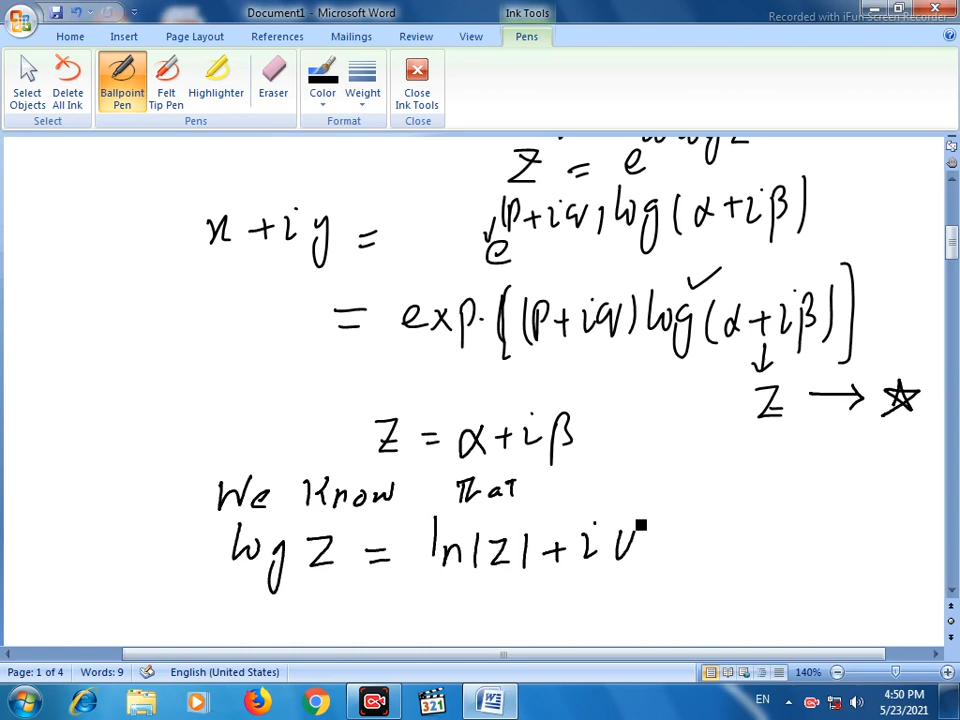 Document1 - Microsoft Word
Ink Tools
Recorded with iFun Screen Recorder
Home Insert Page Layout References Mailings Review View Pens
Select Objects Delete All Ink Ballpoint Pen Felt Tip Pen Highlighter Eraser Color Weight Close Ink Tools
Select Pens Format Close
z = e
x + iy = e^(p+iq) log(α+iβ)
= exp. [(p+iq) log(α+iβ)]
z → ☆
z = α+iβ
We Know That
log z = ln|z| + i
Page: 1 of 4 Words: 9 English (United States) 140%
321 EN 4:50 PM
5/23/2021